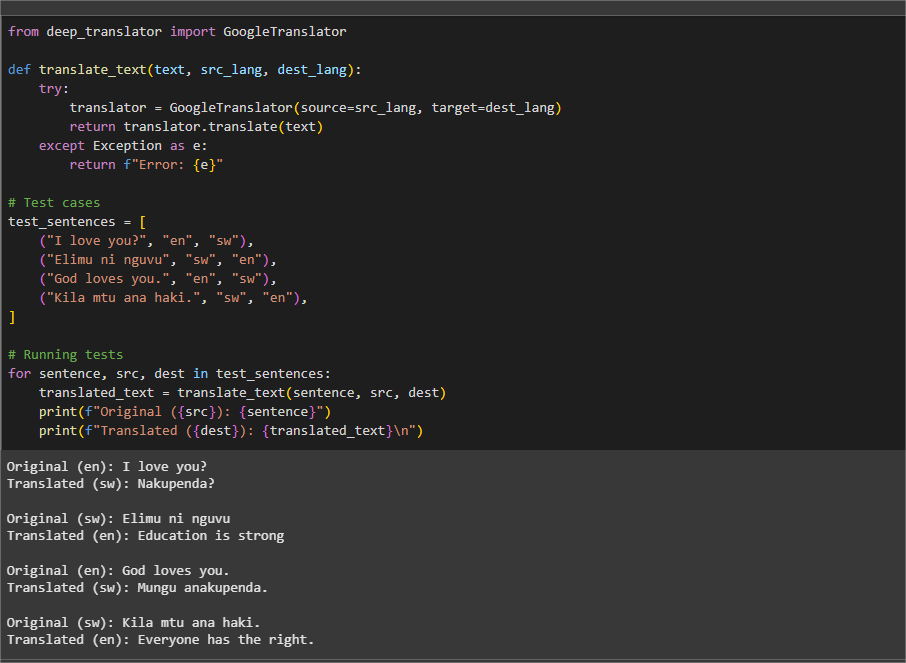 from deep_translator import GoogleTranslator
def translate_text(text, src_lang, dest_lang):
    try:
        translator = GoogleTranslator(source=src_lang, target=dest_lang)
        return translator.translate(text)
    except Exception as e:
        return f"Error: {e}"
# Test cases
test_sentences = [
    ("I love you?", "en", "sw"),
    ("Elimu ni nguvu", "sw", "en"),
    ("God loves you.", "en", "sw"),
    ("Kila mtu ana haki.", "sw", "en"),
]
# Running tests
for sentence, src, dest in test_sentences:
    translated_text = translate_text(sentence, src, dest)
    print(f"Original ({src}): {sentence}")
    print(f"Translated ({dest}): {translated_text}\n")
Original (en): I love you?
Translated (sw): Nakupenda?
Original (sw): Elimu ni nguvu
Translated (en): Education is strong
Original (en): God loves you.
Translated (sw): Mungu anakupenda.
Original (sw): Kila mtu ana haki.
Translated (en): Everyone has the right.